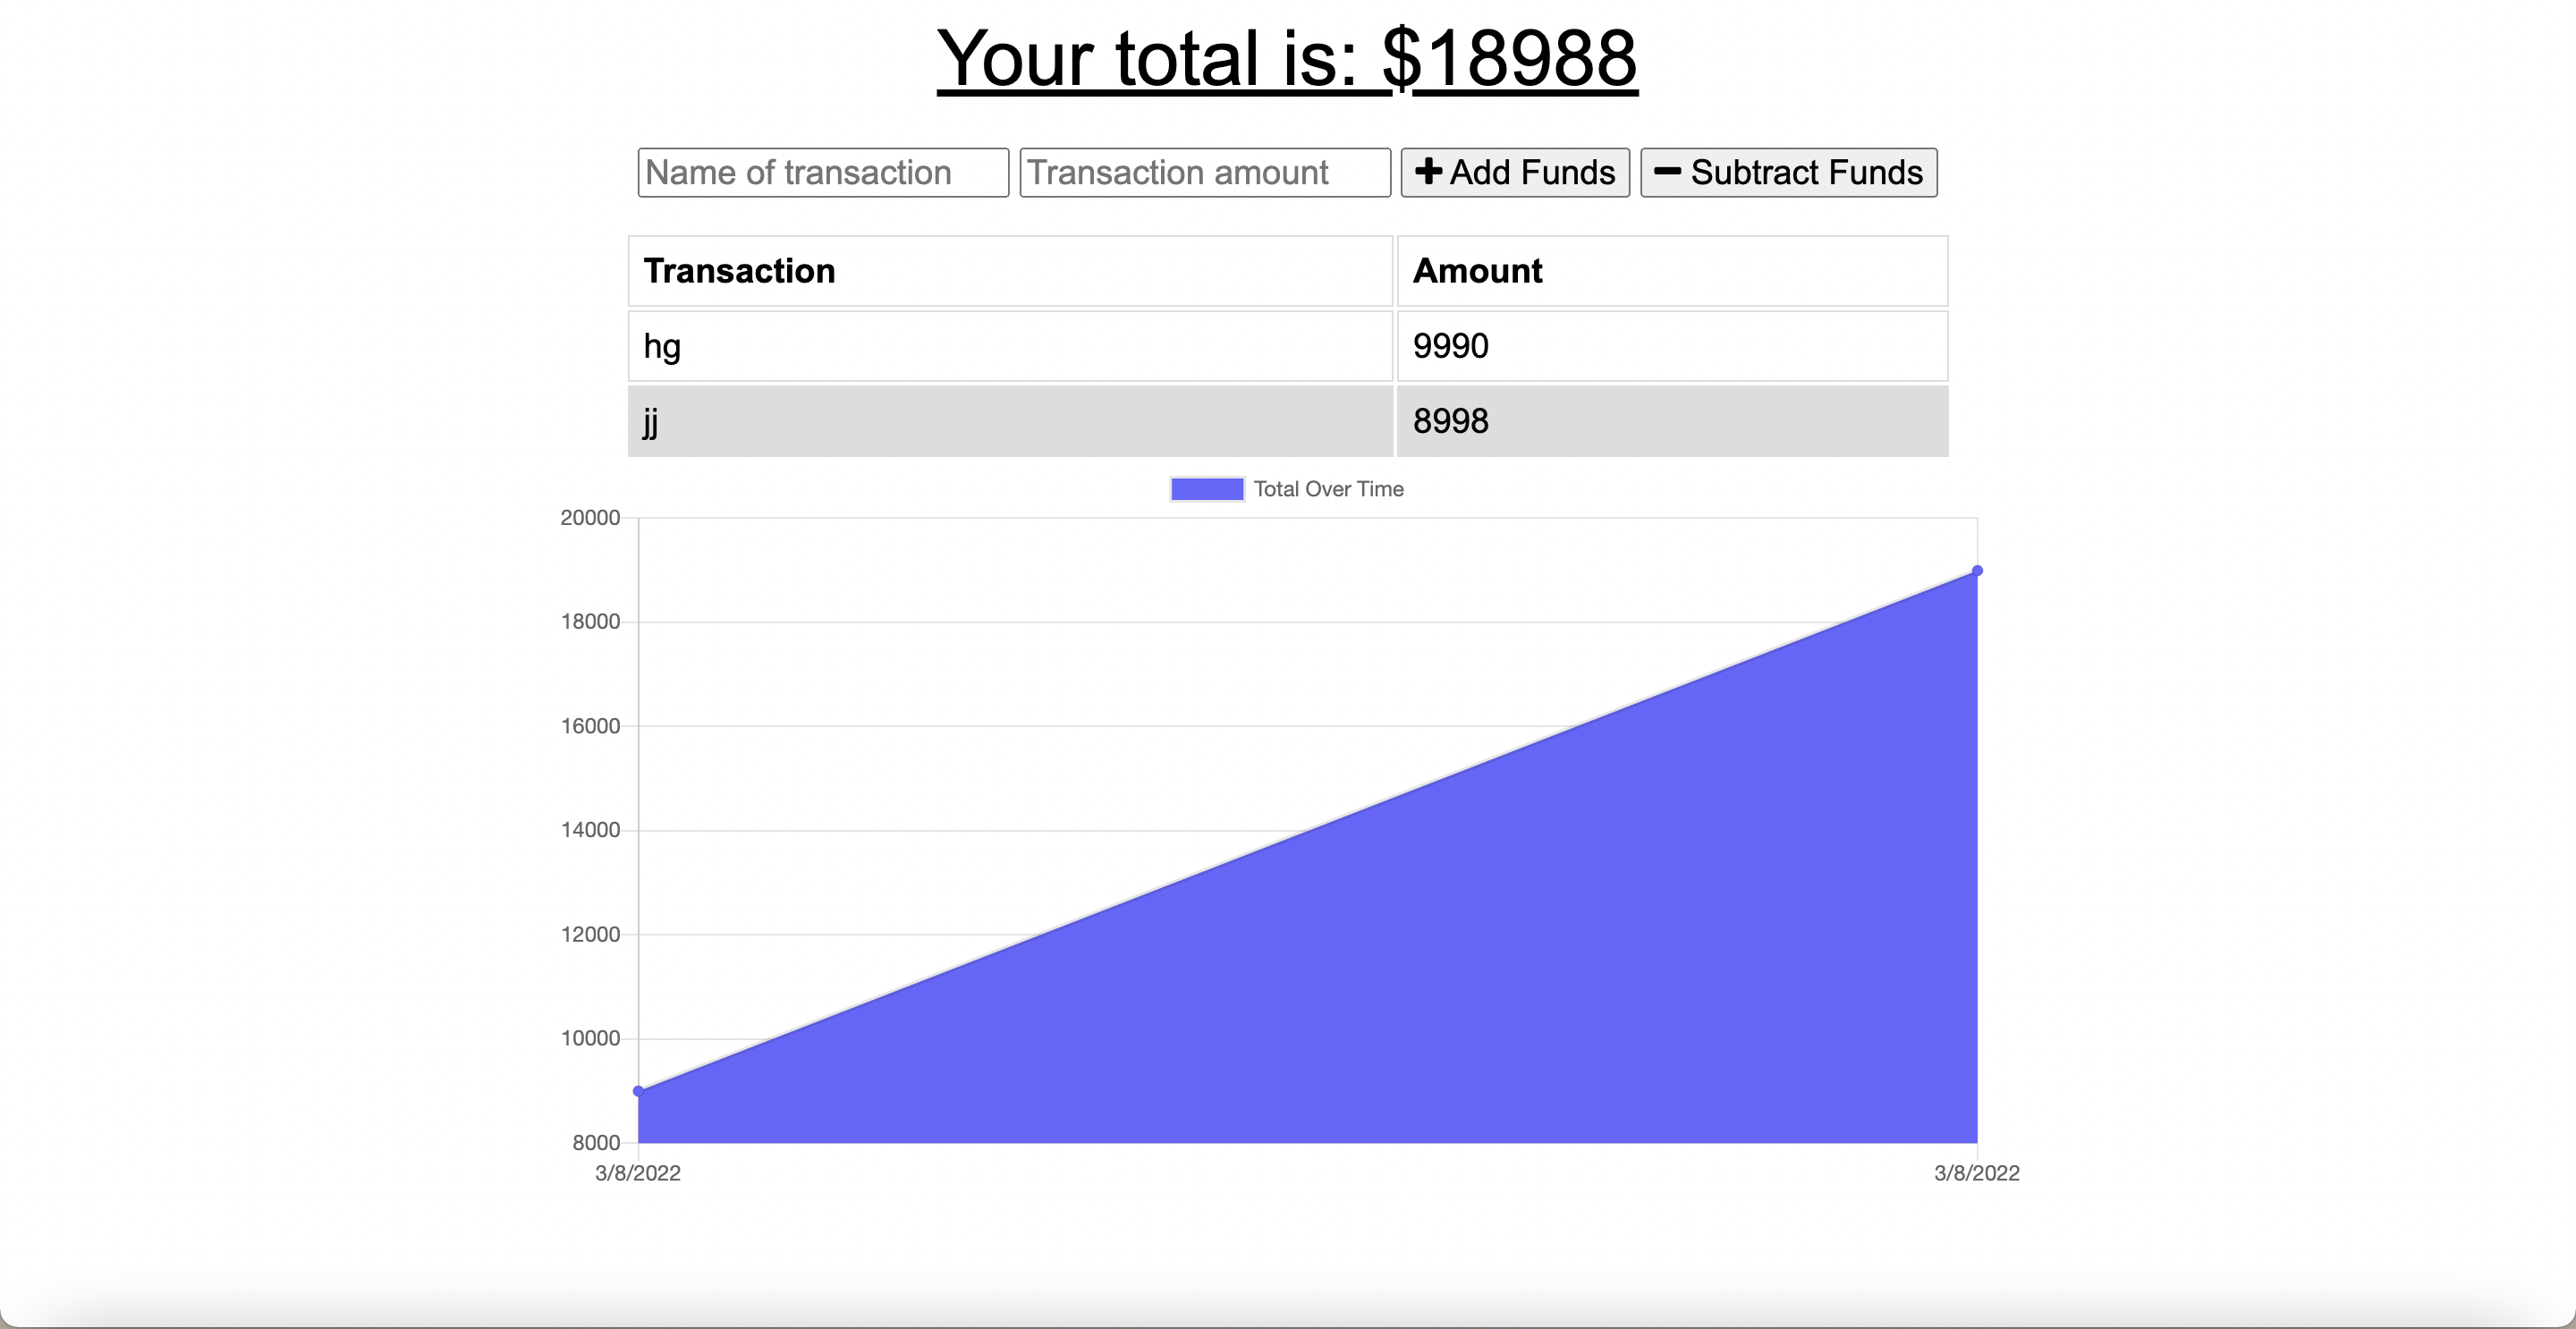 Your total is: $18988
Name of transaction Transaction amount Add Funds Subtract Funds
Transaction Amount
hg 9990
jj 8998
Total Over Time
20000
18000
16000
14000
12000
10000
8000
3/8/2022 3/8/2022